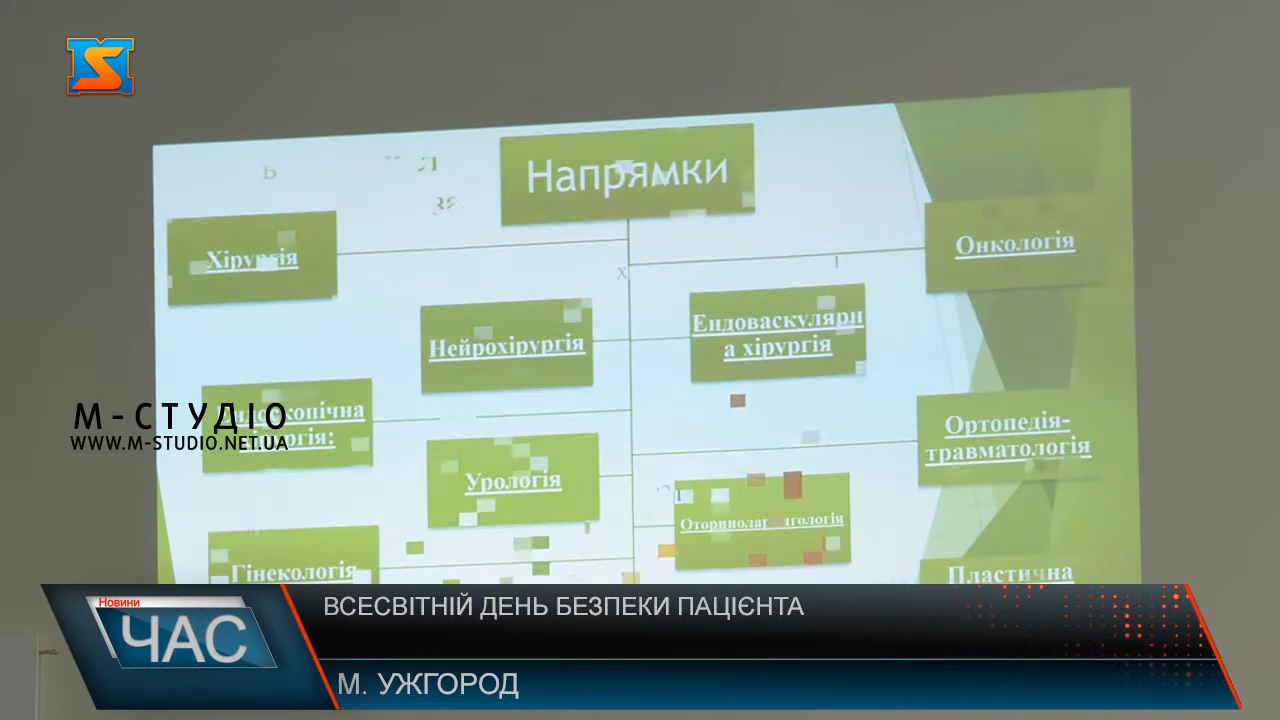 Напрямки
Хірургія
Онкологія
Нейрохірургія
Ендоваскулярн
а хірургія
М-СТУДІО
WWW.M-STUDIO.NET.UA
Ортопедія-
травматологія
Урологія
Оториноларингологія
Гінекологія
Пластична
Новини
ЧАС
ВСЕСВІТНІЙ ДЕНЬ БЕЗПЕКИ ПАЦІЄНТА
М. УЖГОРОД